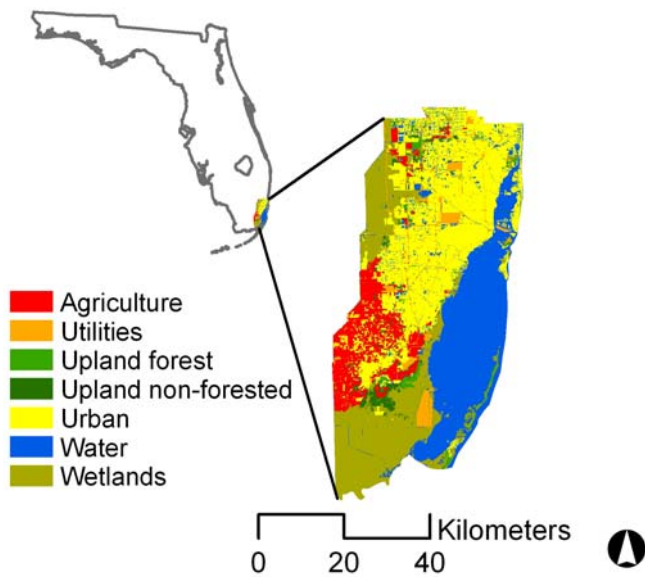 Agriculture
Utilities
Upland forest
Upland non-forested
Urban
Water
Wetlands
Kilometers
0 20 40